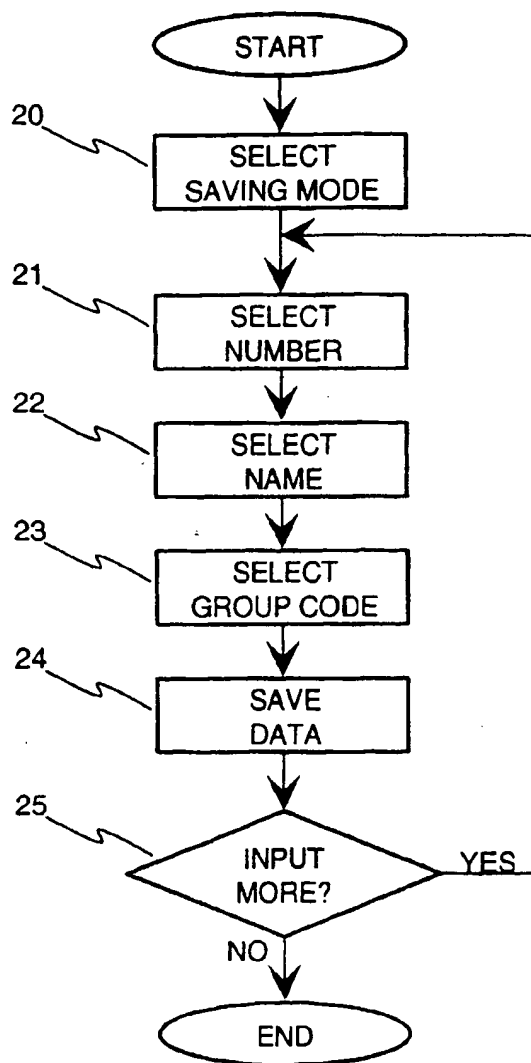 START
20
SELECT
SAVING MODE
21
SELECT
NUMBER
22
SELECT
NAME
23
SELECT
GROUP CODE
24
SAVE
DATA
25
INPUT
MORE?
YES
NO
END